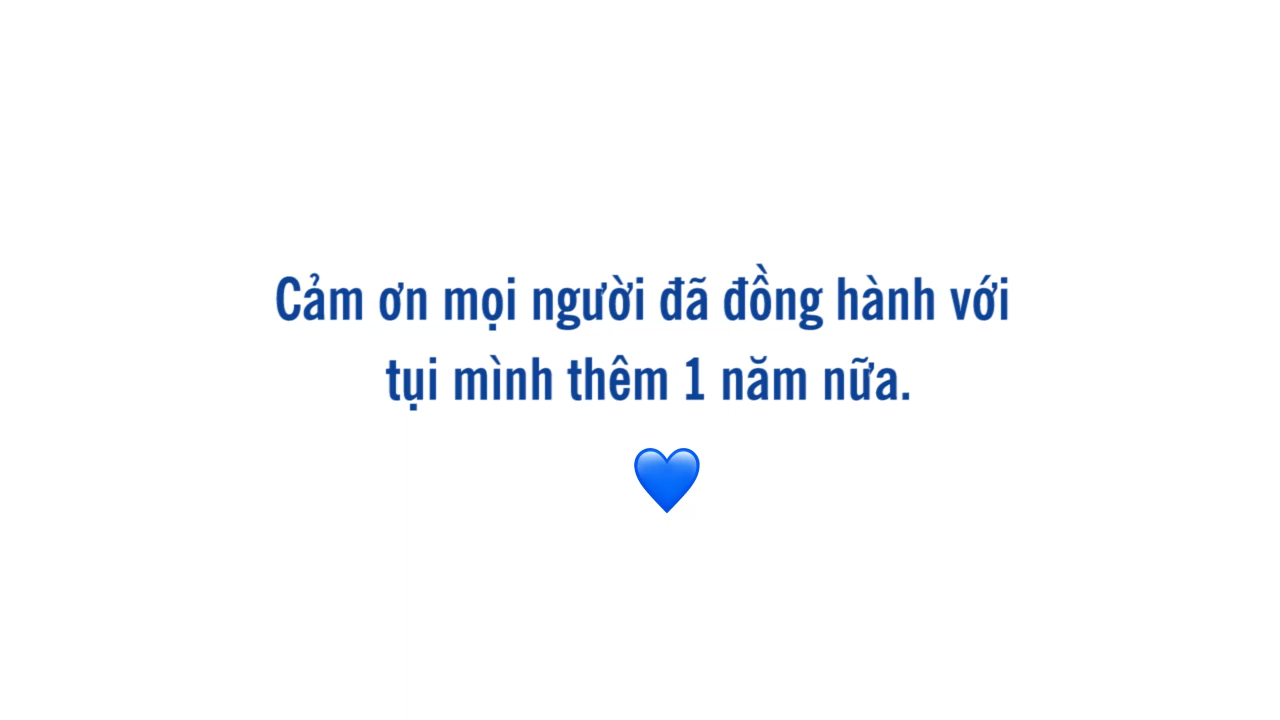 Cảm ơn mọi người đã đồng hành với
tụi mình thêm 1 năm nữa.
💙